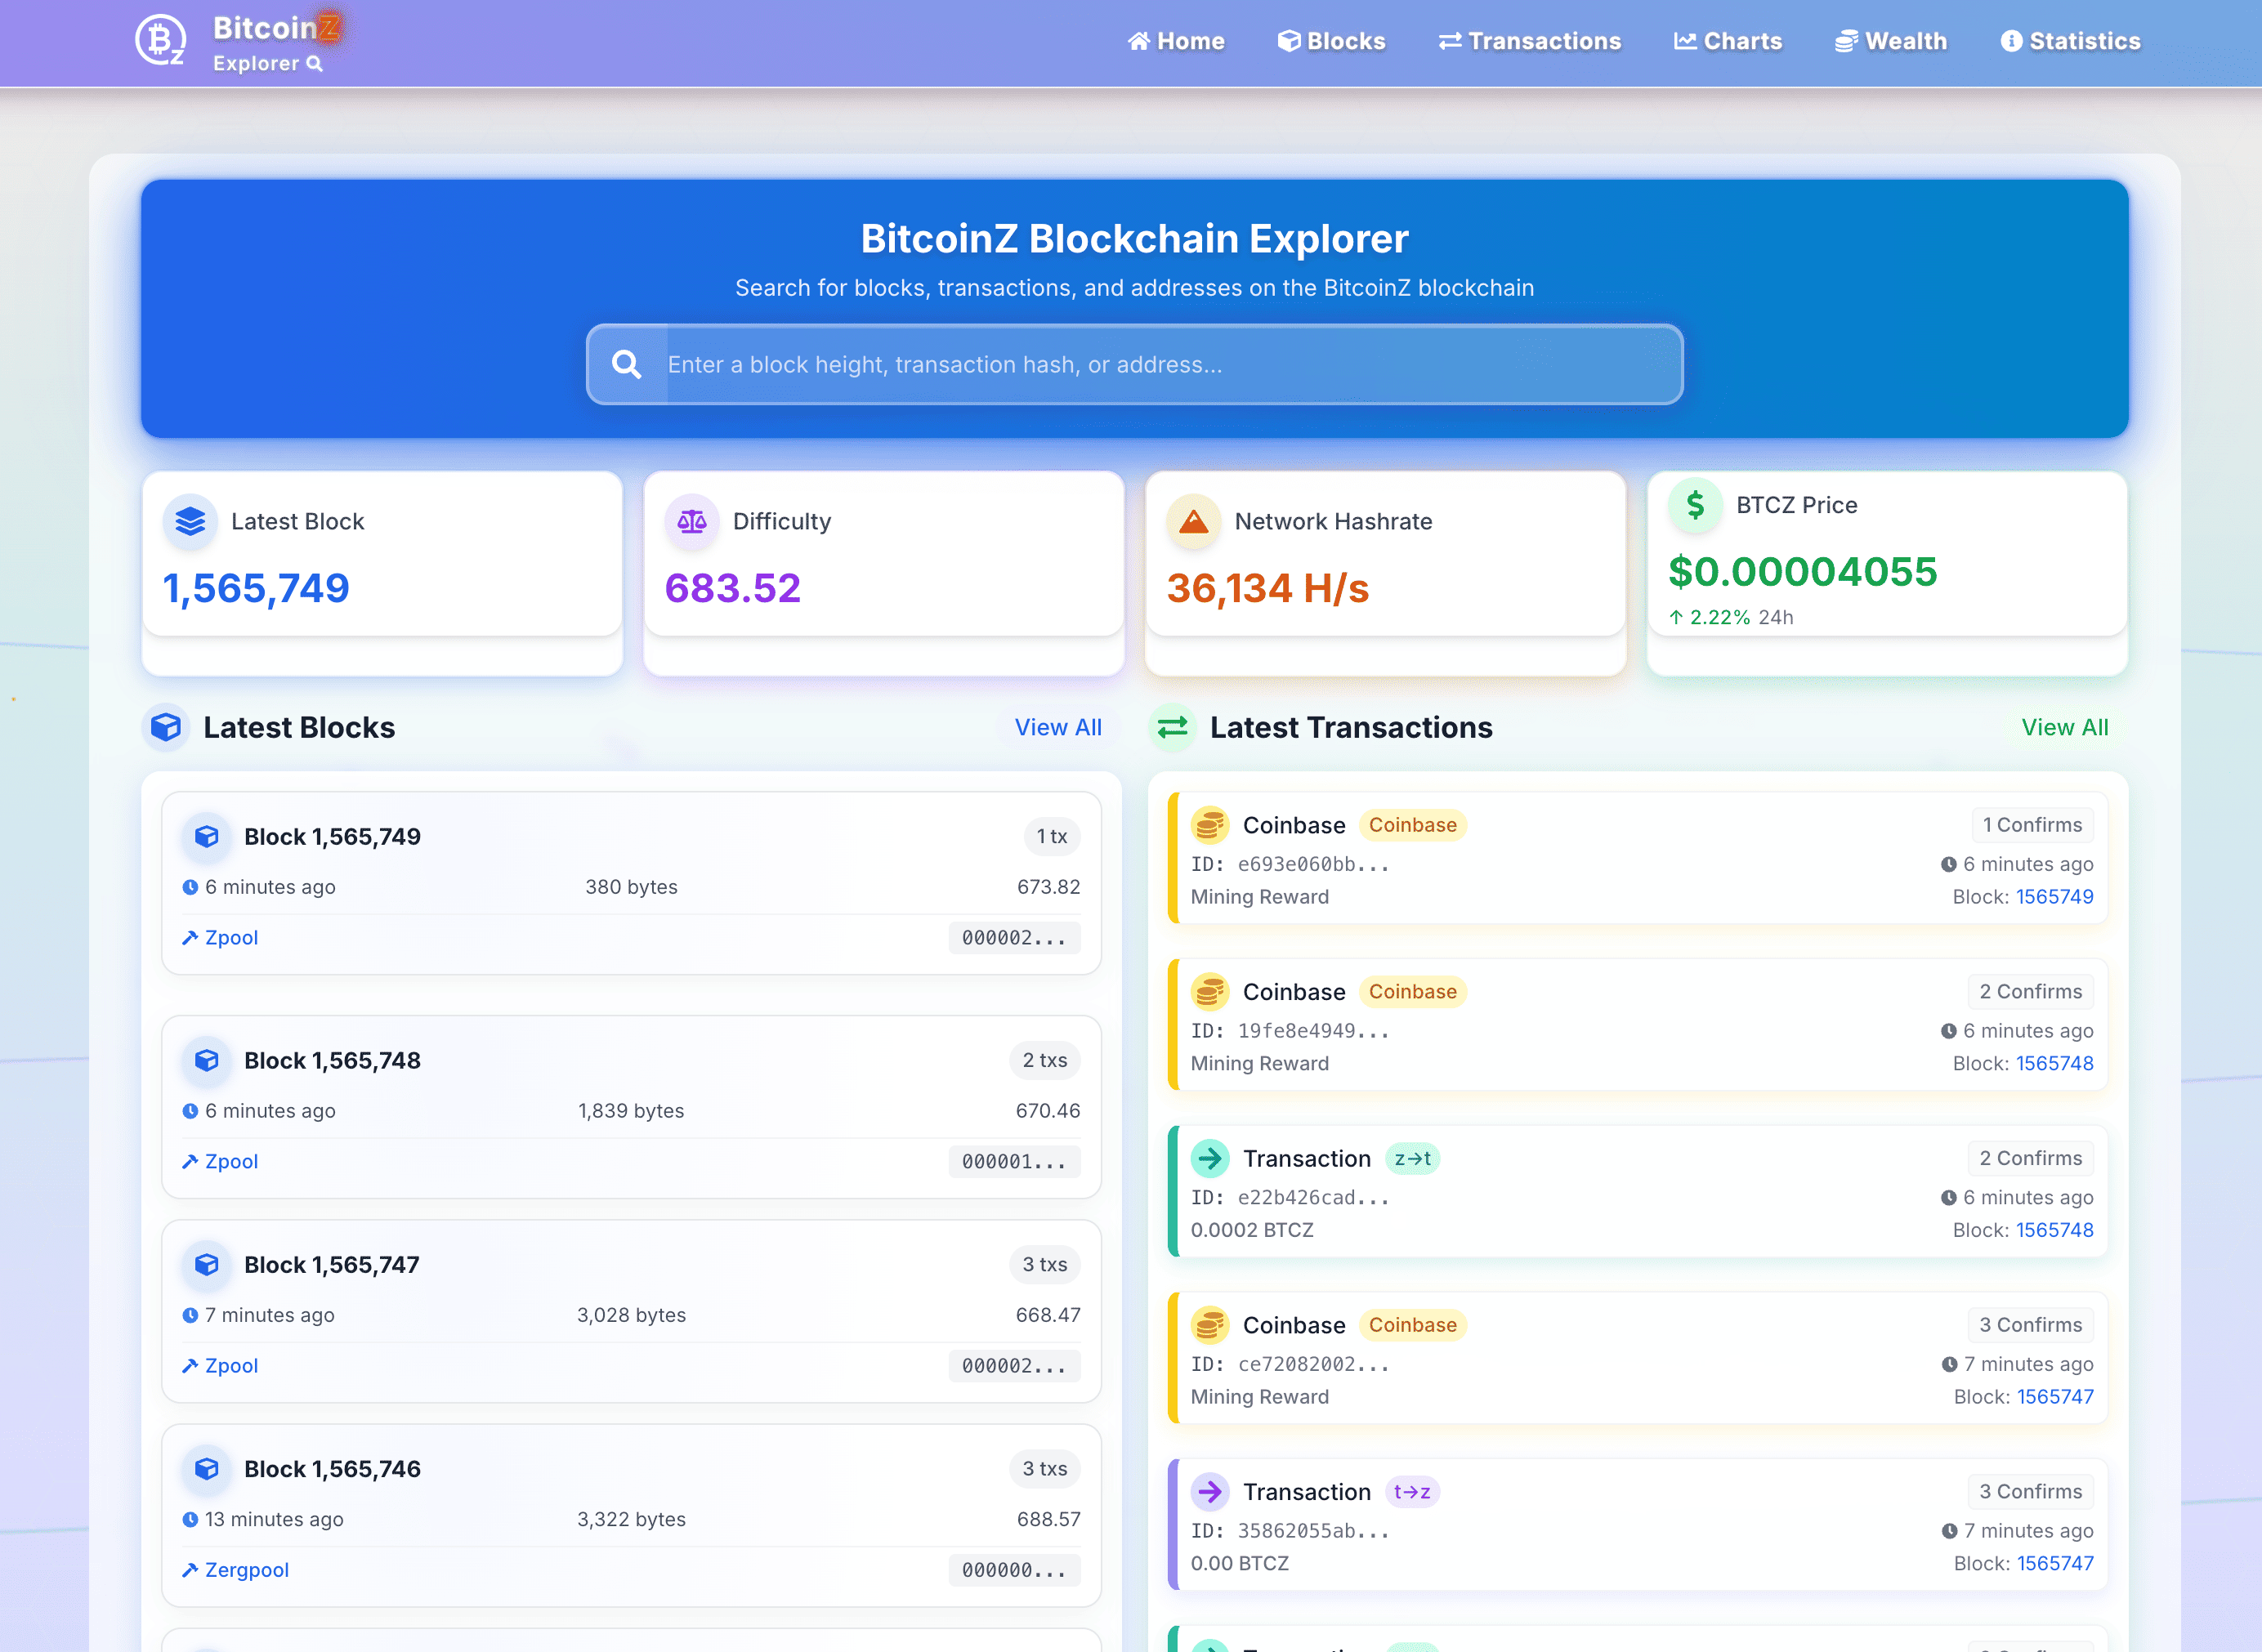 BitcoinZ
Explorer
Home
Blocks
Transactions
Charts
Wealth
Statistics
BitcoinZ Blockchain Explorer
Search for blocks, transactions, and addresses on the BitcoinZ blockchain
Enter a block height, transaction hash, or address...
Latest Block
1,565,749
Difficulty
683.52
Network Hashrate
36,134 H/s
BTCZ Price
$0.00004055
↑ 2.22% 24h
Latest Blocks
View All
Block 1,565,749
1 tx
6 minutes ago
380 bytes
673.82
Zpool
000002...
Block 1,565,748
2 txs
6 minutes ago
1,839 bytes
670.46
Zpool
000001...
Block 1,565,747
3 txs
7 minutes ago
3,028 bytes
668.47
Zpool
000002...
Block 1,565,746
3 txs
13 minutes ago
3,322 bytes
688.57
Zergpool
000000...
Latest Transactions
View All
Coinbase
Coinbase
1 Confirms
ID: e693e060bb...
6 minutes ago
Mining Reward
Block: 1565749
Coinbase
Coinbase
2 Confirms
ID: 19fe8e4949...
6 minutes ago
Mining Reward
Block: 1565748
Transaction
z→t
2 Confirms
ID: e22b426cad...
6 minutes ago
0.0002 BTCZ
Block: 1565748
Coinbase
Coinbase
3 Confirms
ID: ce72082002...
7 minutes ago
Mining Reward
Block: 1565747
Transaction
t→z
3 Confirms
ID: 35862055ab...
7 minutes ago
0.00 BTCZ
Block: 1565747